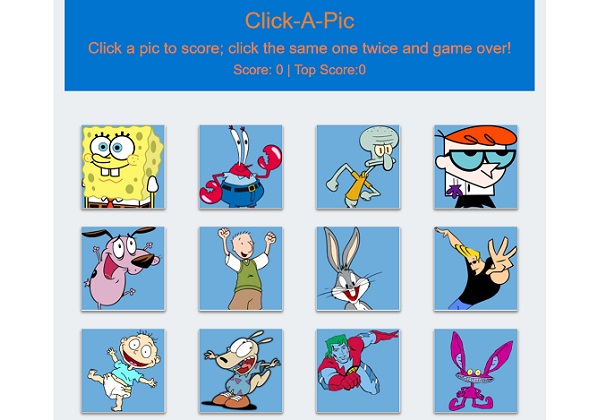 Click-A-Pic
Click a pic to score; click the same one twice and game over!
Score: 0 | Top Score:0